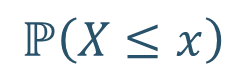 ℙ(𝑋 ≤ 𝑥)